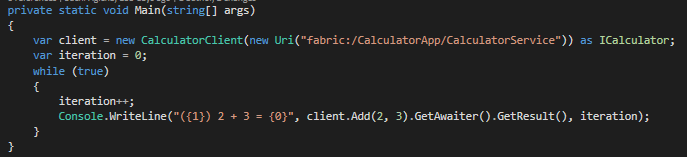 private static void Main(string[] args)
{
var client = new CalculatorClient(new Uri("fabric:/CalculatorApp/CalculatorService")) as ICalculator;
var iteration = 0;
while (true)
{
iteration++;
Console.WriteLine("({1}) 2 + 3 = {0}", client.Add(2, 3).GetAwaiter().GetResult(), iteration);
}
}